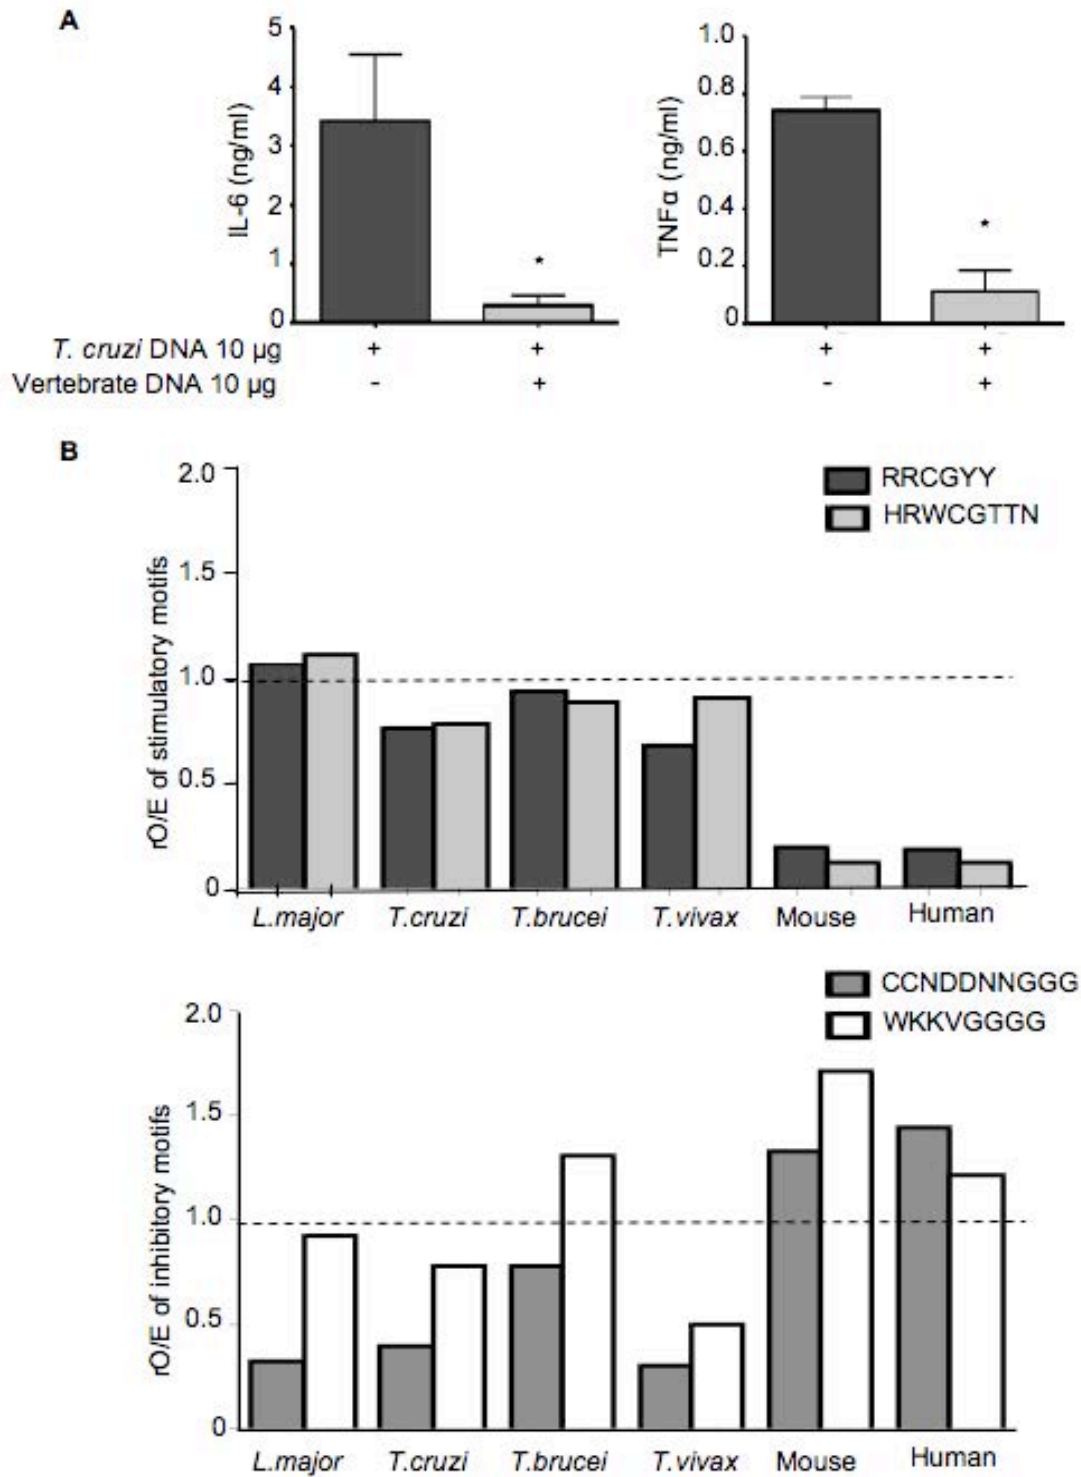 A
IL-6 (ng/ml)
5
4
3
2
1
0
*
TNFα (ng/ml)
1.0
0.8
0.6
0.4
0.2
0
*
T. cruzi DNA 10 µg + + + +
Vertebrate DNA 10 µg - + - +
B
RRCGYY
HRWCGTTN
rO/E of stimulatory motifs
2.0
1.5
1.0
0.5
0
L.major T.cruzi T.brucei T.vivax Mouse Human
CCNDDNNGGG
WKKVGGGG
rO/E of inhibitory motifs
2.0
1.5
1.0
0.5
0
L.major T.cruzi T.brucei T.vivax Mouse Human